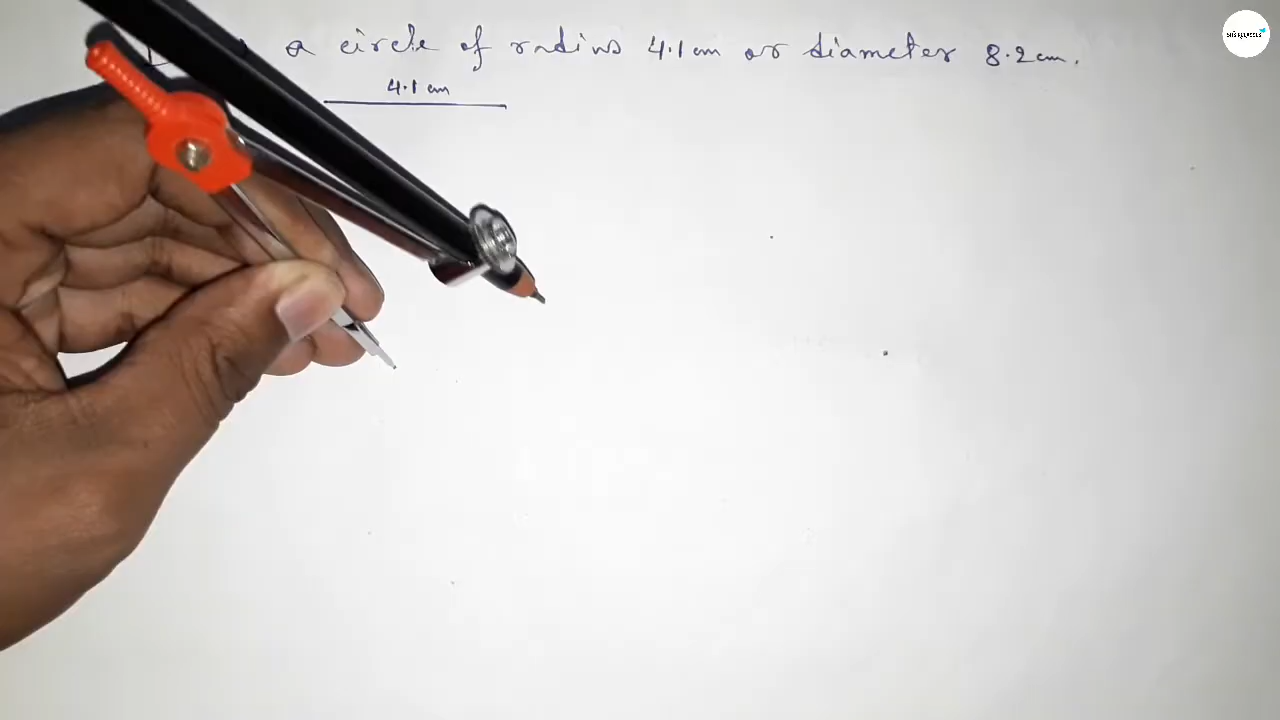 a circle of radius 4.1 cm or diameter 8.2 cm.
4.1 cm